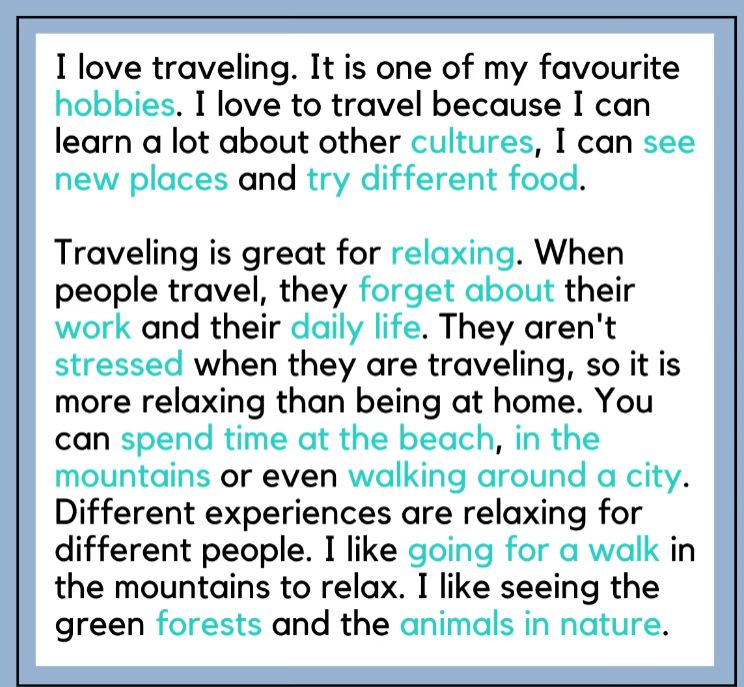 I love traveling. It is one of my favourite
hobbies. I love to travel because I can
learn a lot about other cultures, I can see
new places and try different food.
Traveling is great for relaxing. When
people travel, they forget about their
work and their daily life. They aren't
stressed when they are traveling, so it is
more relaxing than being at home. You
can spend time at the beach, in the
mountains or even walking around a city.
Different experiences are relaxing for
different people. I like going for a walk in
the mountains to relax. I like seeing the
green forests and the animals in nature.